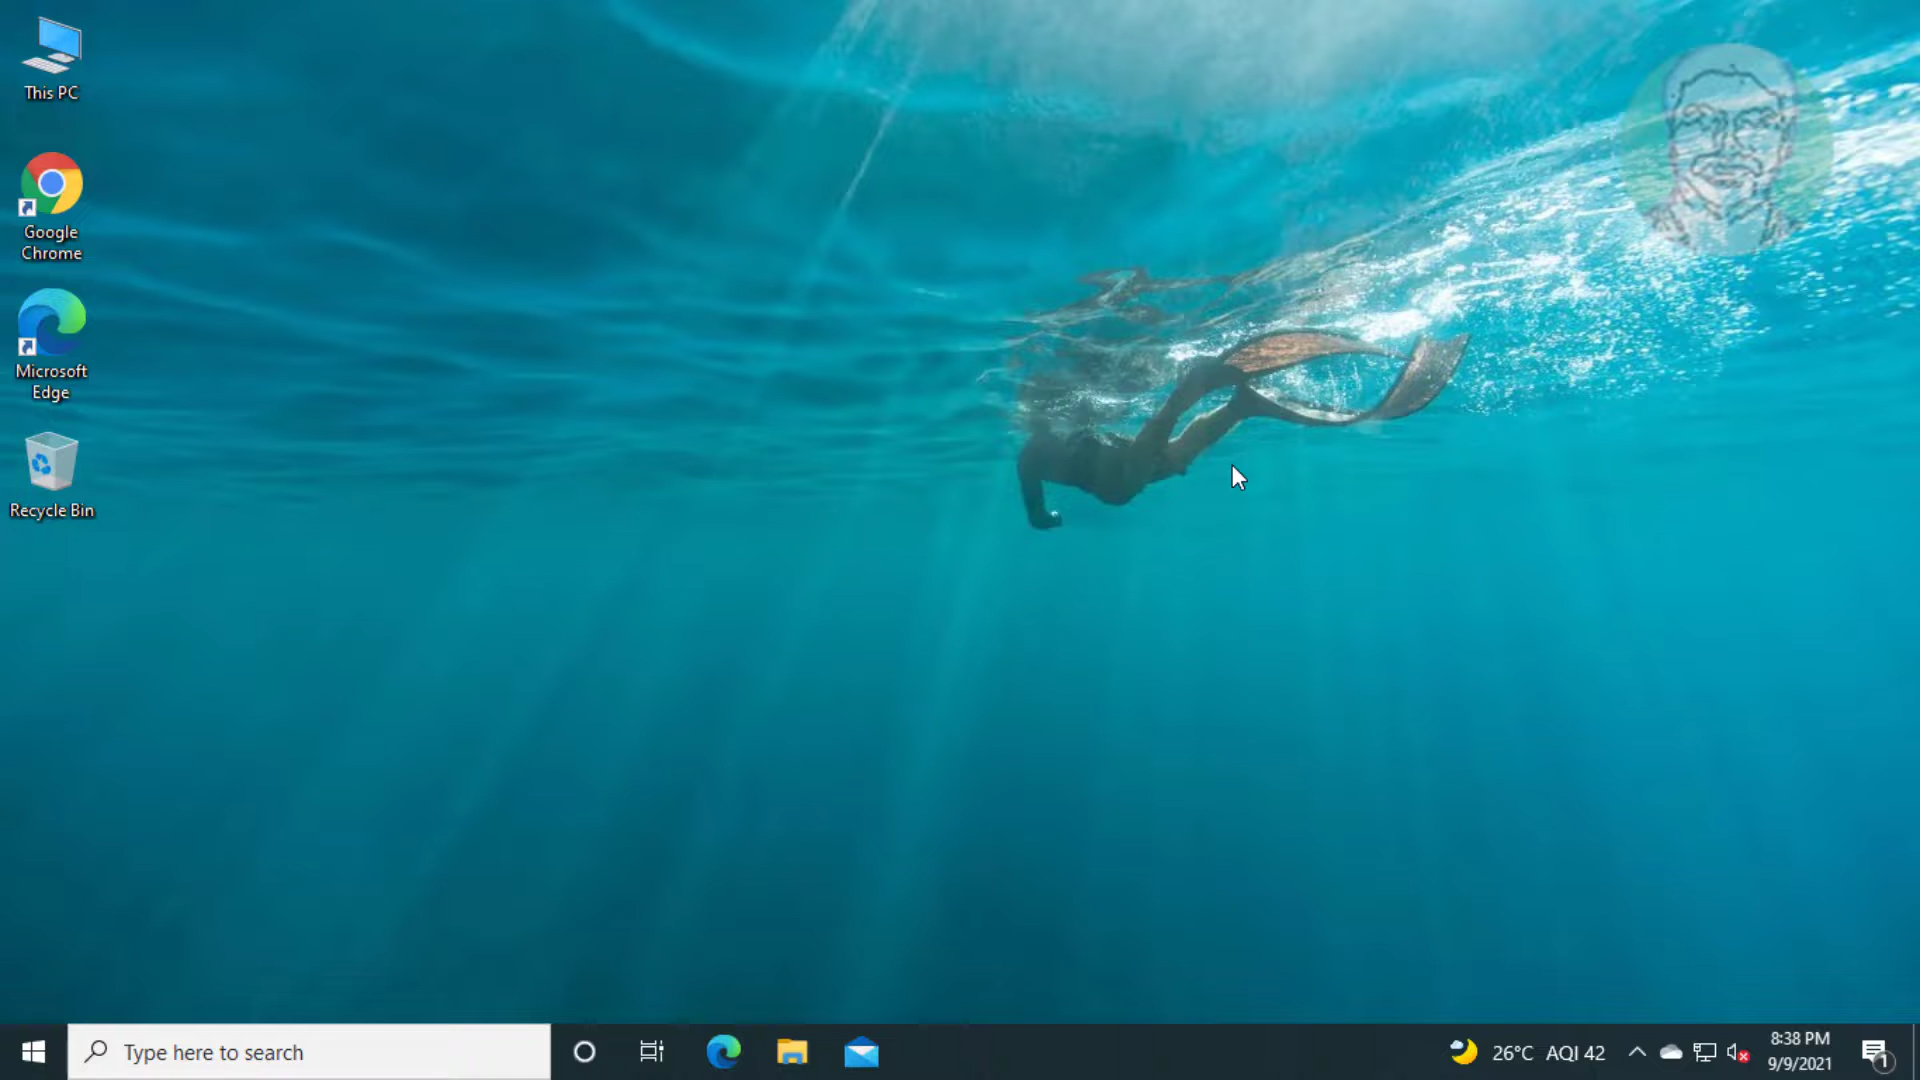 This PC
Google
Chrome
Microsoft
Edge
Recycle Bin
Type here to search
26°C AQI 42
8:38 PM
9/9/2021
1